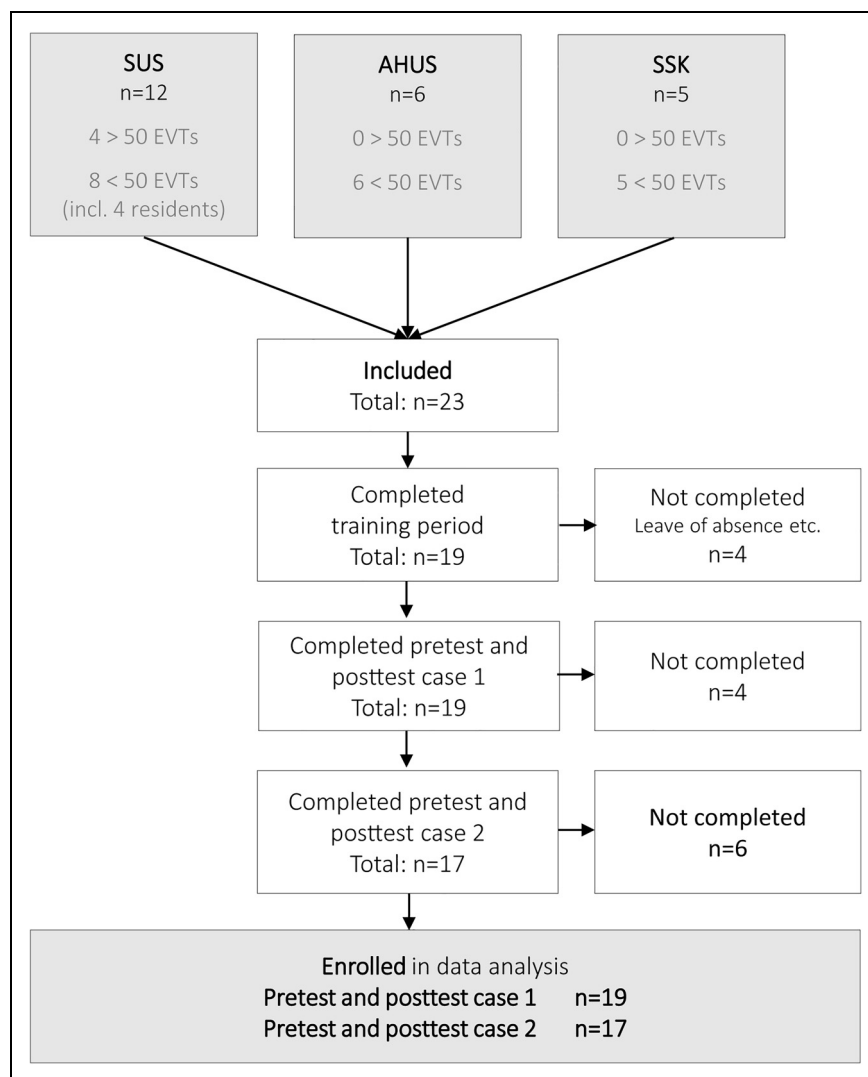 SUS
n=12
4 > 50 EVTs
8 < 50 EVTs
(incl. 4 residents)
AHUS
n=6
0 > 50 EVTs
6 < 50 EVTs
SSK
n=5
0 > 50 EVTs
5 < 50 EVTs
Included
Total: n=23
Completed
training period
Total: n=19
Not completed
Leave of absence etc.
n=4
Completed pretest and
posttest case 1
Total: n=19
Not completed
n=4
Completed pretest and
posttest case 2
Total: n=17
Not completed
n=6
Enrolled in data analysis
Pretest and posttest case 1 n=19
Pretest and posttest case 2 n=17